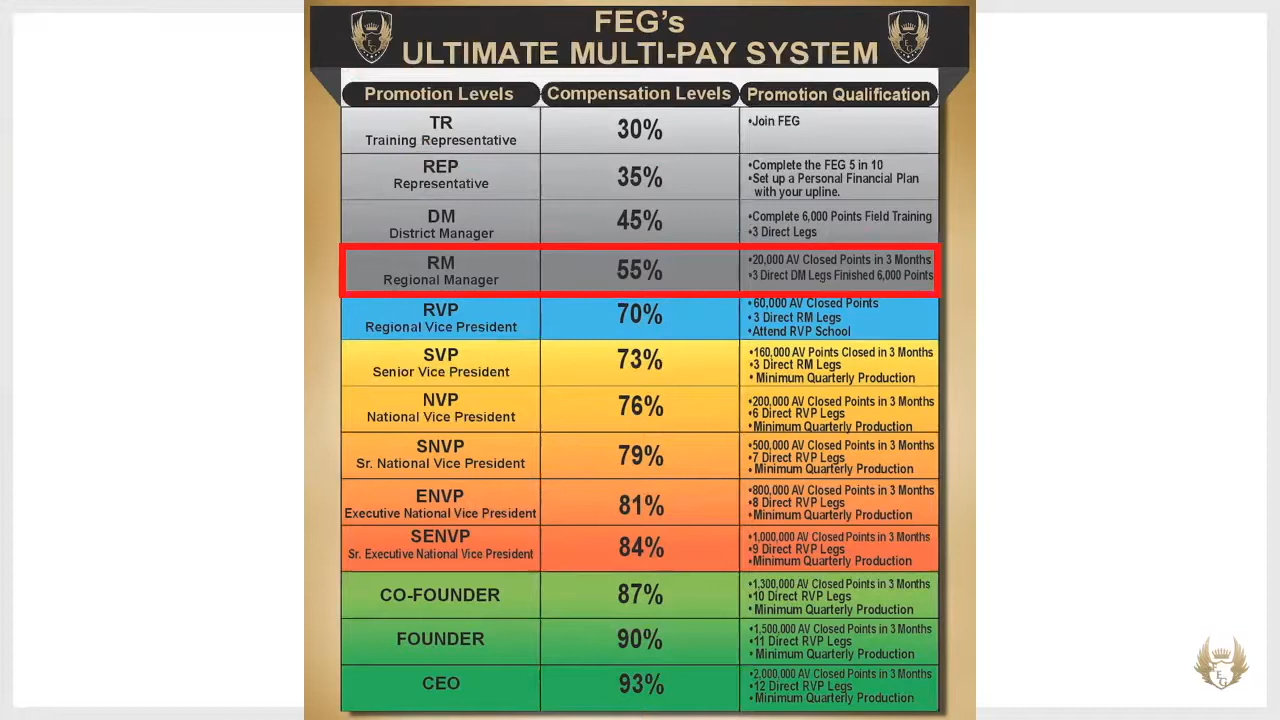 FEG's
ULTIMATE MULTI-PAY SYSTEM
Promotion Levels
Compensation Levels
Promotion Qualification
TR
Training Representative
30%
•Join FEG
REP
Representative
35%
•Complete the FEG 5 in 10
•Set up a Personal Financial Plan
with your upline.
DM
District Manager
45%
•Complete 6,000 Points Field Training
•3 Direct Legs
RM
Regional Manager
55%
•20,000 AV Closed Points in 3 Months
•3 Direct DM Legs Finished 6,000 Points
RVP
Regional Vice President
70%
•60,000 AV Closed Points
•3 Direct RM Legs
•Attend RVP School
SVP
Senior Vice President
73%
•160,000 AV Points Closed in 3 Months
•3 Direct RM Legs
•Minimum Quarterly Production
NVP
National Vice President
76%
•200,000 AV Closed Points in 3 Months
•6 Direct RVP Legs
•Minimum Quarterly Production
SNVP
Sr. National Vice President
79%
•500,000 AV Closed Points in 3 Months
•7 Direct RVP Legs
•Minimum Quarterly Production
ENVP
Executive National Vice President
81%
•800,000 AV Closed Points in 3 Months
•8 Direct RVP Legs
•Minimum Quarterly Production
SENVP
Sr. Executive National Vice President
84%
•1,000,000 AV Closed Points in 3 Months
•9 Direct RVP Legs
•Minimum Quarterly Production
CO-FOUNDER
87%
•1,300,000 AV Closed Points in 3 Months
•10 Direct RVP Legs
•Minimum Quarterly Production
FOUNDER
90%
•1,500,000 AV Closed Points in 3 Months
•11 Direct RVP Legs
•Minimum Quarterly Production
CEO
93%
•2,000,000 AV Closed Points in 3 Months
•12 Direct RVP Legs
•Minimum Quarterly Production